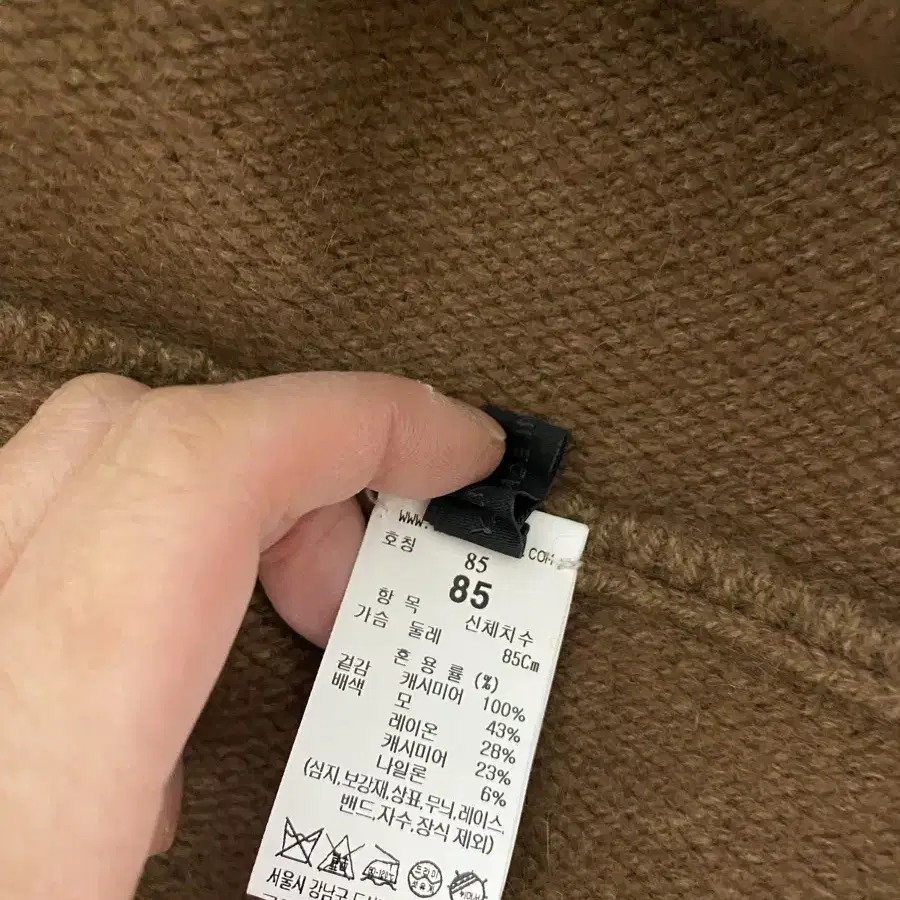 WWW. .COM
호칭 85
85
항 목 신체치수
가슴 둘레 85Cm
혼 용 률 (%)
겉감 캐시미어 100%
배색 모 43%
레이온 28%
캐시미어 23%
나일론 6%
(심지,보강재,상표,무늬,레이스,
밴드,자수,장식 제외)
드라이
서울시 강남구